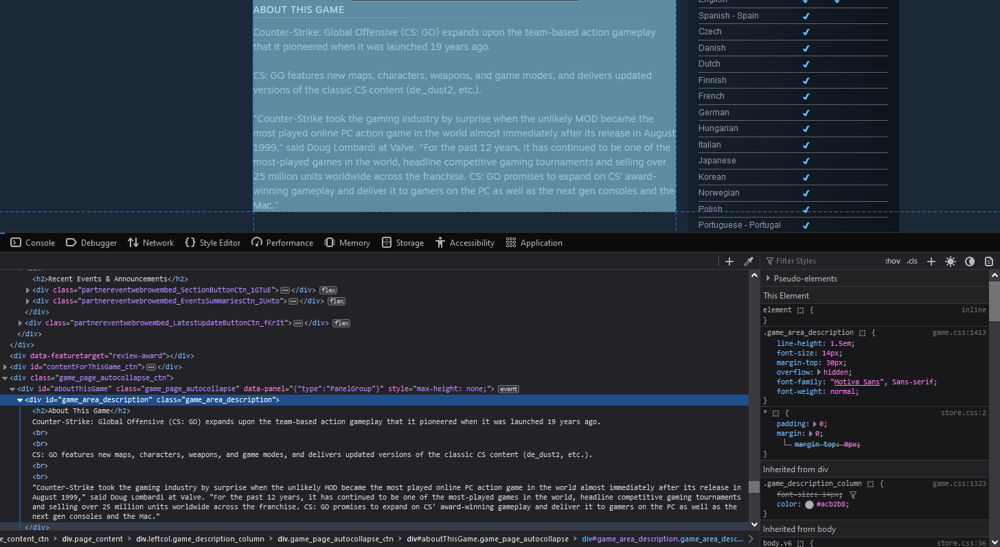 ABOUT THIS GAME
Counter-Strike: Global Offensive (CS: GO) expands upon the team-based action gameplay
that it pioneered when it was launched 19 years ago.
CS: GO features new maps, characters, weapons, and game modes, and delivers updated
versions of the classic CS content (de_dust2, etc.).
"Counter-Strike took the gaming industry by surprise when the unlikely MOD became the
most played online PC action game in the world almost immediately after its release in August
1999," said Doug Lombardi at Valve. "For the past 12 years, it has continued to be one of the
most-played games in the world, headline competitive gaming tournaments and selling over
25 million units worldwide across the franchise. CS: GO promises to expand on CS' award-
winning gameplay and deliver it to gamers on the PC as well as the next gen consoles and the
Mac."
English
Spanish - Spain
Czech
Danish
Dutch
Finnish
French
German
Hungarian
Italian
Japanese
Korean
Norwegian
Polish
Portuguese - Portugal
Console Debugger Network Style Editor Performance Memory Storage Accessibility Application
<h2>Recent Events & Announcements</h2>
<div class="partnereventwebrowembed_SectionButtonCtn_1GTuE"></div> flex
<div class="partnereventwebrowembed_EventsSummariesCtn_2UHto"></div> flex
</div>
<div class="partnereventwebrowembed_LatestUpdateButtonCtn_fKrIt"></div> flex
</div>
</div>
<div data-featuretarget="review-award"></div>
<div id="contentForThisGame_ctn"></div>
<div class="game_page_autocollapse_ctn">
<div id="aboutThisGame" class="game_page_autocollapse" data-panel="{"type":"PanelGroup"}" style="max-height: none;"> event
<div id="game_area_description" class="game_area_description">
<h2>About This Game</h2>
Counter-Strike: Global Offensive (CS: GO) expands upon the team-based action gameplay that it pioneered when it was launched 19 years ago.
<br>
<br>
CS: GO features new maps, characters, weapons, and game modes, and delivers updated versions of the classic CS content (de_dust2, etc.).
<br>
<br>
"Counter-Strike took the gaming industry by surprise when the unlikely MOD became the most played online PC action game in the world almost immediately after its release in
August 1999," said Doug Lombardi at Valve. "For the past 12 years, it has continued to be one of the most-played games in the world, headline competitive gaming tournaments
and selling over 25 million units worldwide across the franchise. CS: GO promises to expand on CS' award-winning gameplay and deliver it to gamers on the PC as well as the
next gen consoles and the Mac."
</div>
e_content_ctn div.page_content div.leftcol.game_description_column div.game_page_autocollapse_ctn div#aboutThisGame.game_page_autocollapse div#game_area_description.game_area_desc...
Filter Styles :hov .cls
Pseudo-elements
This Element
element { inline
}
.game_area_description { game.css:1413
line-height: 1.5em;
font-size: 14px;
margin-top: 30px;
overflow: hidden;
font-family: "Motiva Sans", Sans-serif;
font-weight: normal;
}
* { store.css:2
padding: 0;
margin: 0;
margin-top: 0px;
}
Inherited from div
.game_description_column { game.css:1323
font-size: 14px;
color: #acb2b8;
}
Inherited from body
body.v6 { store.css:36